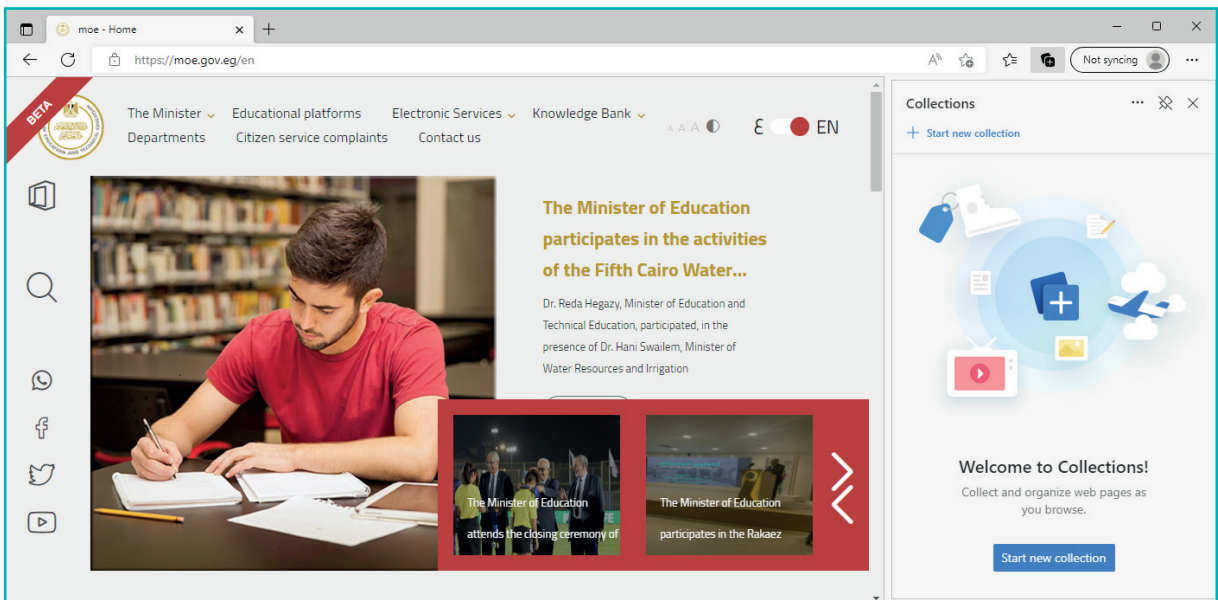 moe - Home
https://moe.gov.eg/en
Not syncing
BETA
The Minister
Educational platforms
Electronic Services
Knowledge Bank
Departments
Citizen service complaints
Contact us
A A A
ع
EN
The Minister of Education
participates in the activities
of the Fifth Cairo Water...
Dr. Reda Hegazy, Minister of Education and
Technical Education, participated, in the
presence of Dr. Hani Swailem, Minister of
Water Resources and Irrigation
The Minister of Education
attends the closing ceremony of
The Minister of Education
participates in the Rakaez
Collections
Start new collection
Welcome to Collections!
Collect and organize web pages as
you browse.
Start new collection